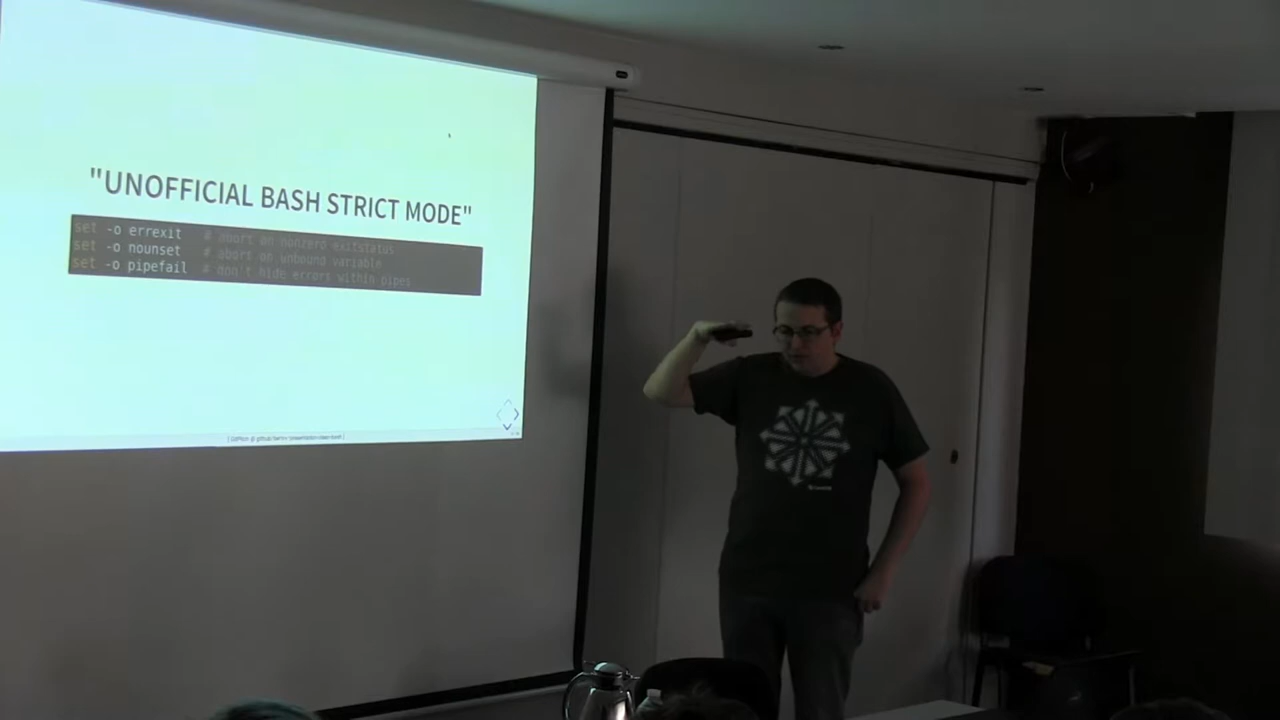 "UNOFFICIAL BASH STRICT MODE"
set -o errexit # abort on nonzero exitstatus
set -o nounset # abort on unbound variable
set -o pipefail # don't hide errors within pipes